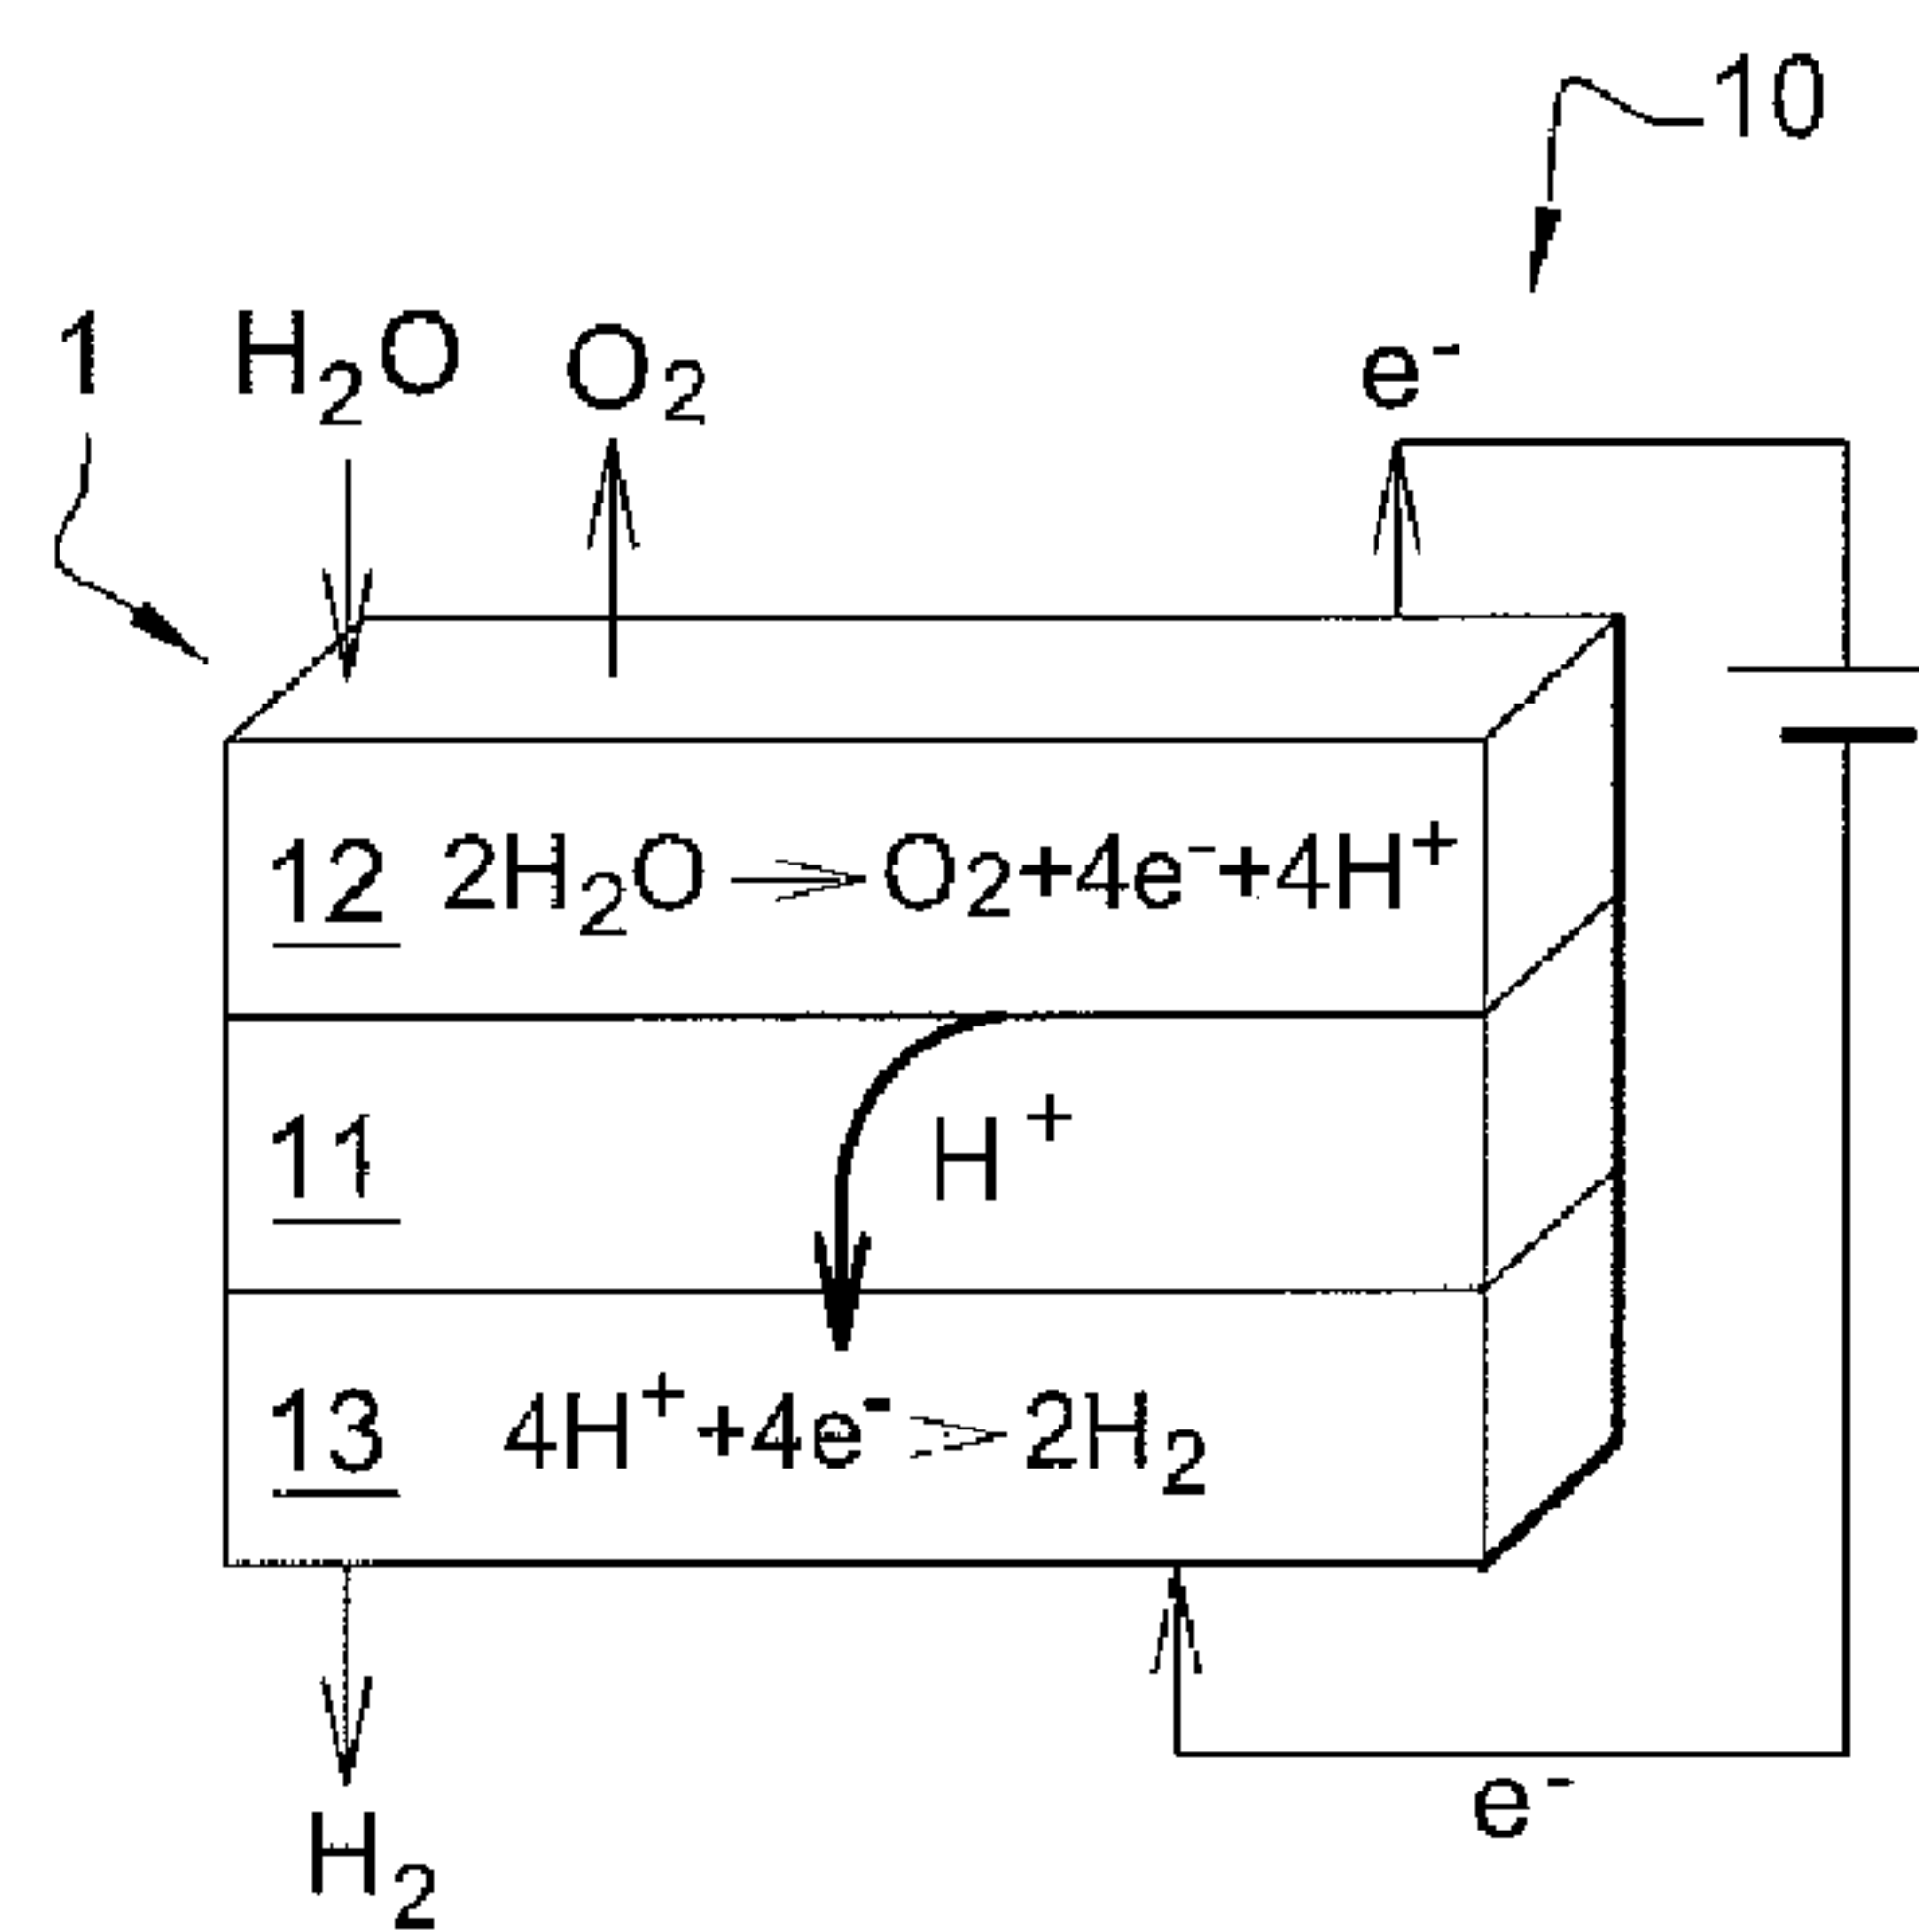 10
1 H₂O O₂ e⁻
12 2H₂O —> O₂+4e⁻+4H⁺
11 H⁺
13 4H⁺+4e⁻ > 2H₂
e⁻
H₂